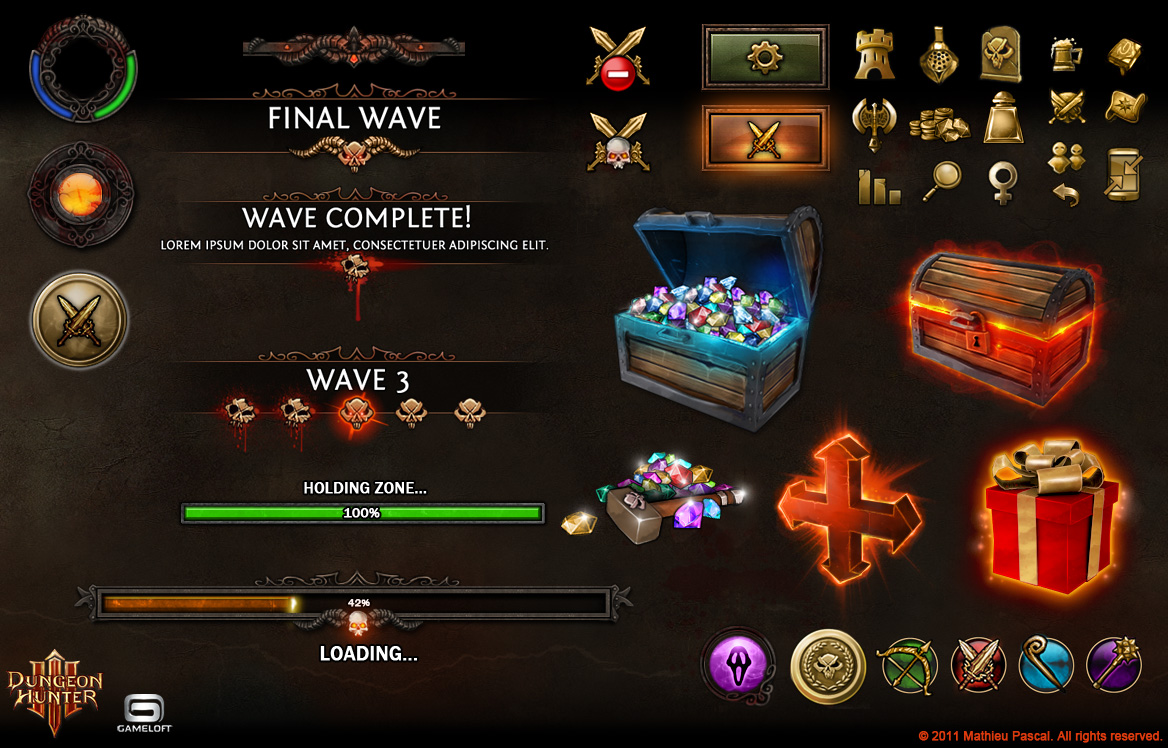 FINAL WAVE
WAVE COMPLETE!
LOREM IPSUM DOLOR SIT AMET, CONSECTETUER ADIPISCING ELIT.
WAVE 3
HOLDING ZONE...
100%
42%
LOADING...
DUNGEON
HUNTER
III
GAMELOFT
© 2011 Mathieu Pascal. All rights reserved.